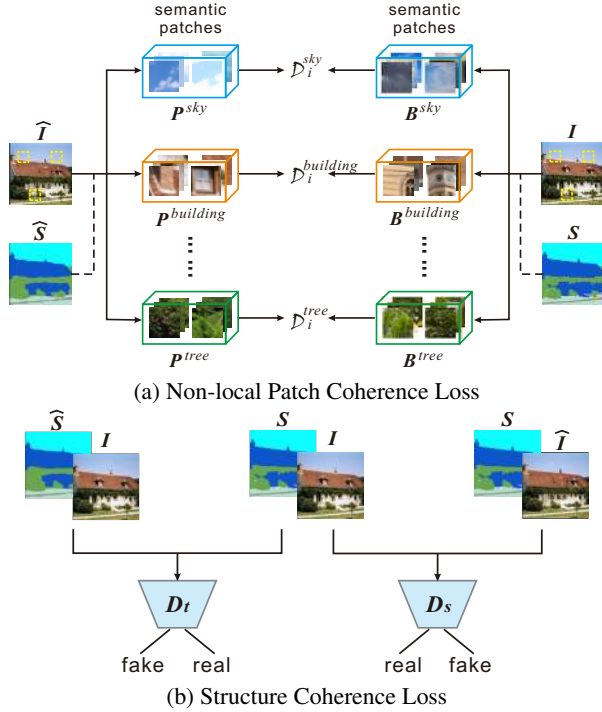 semantic patches
semantic patches
P^sky
D_i^sky
B^sky
Î
I
P^building
D_i^building
B^building
Ŝ
S
P^tree
D_i^tree
B^tree
(a) Non-local Patch Coherence Loss
Ŝ
I
S
I
S
Î
D_t
D_s
fake
real
real
fake
(b) Structure Coherence Loss